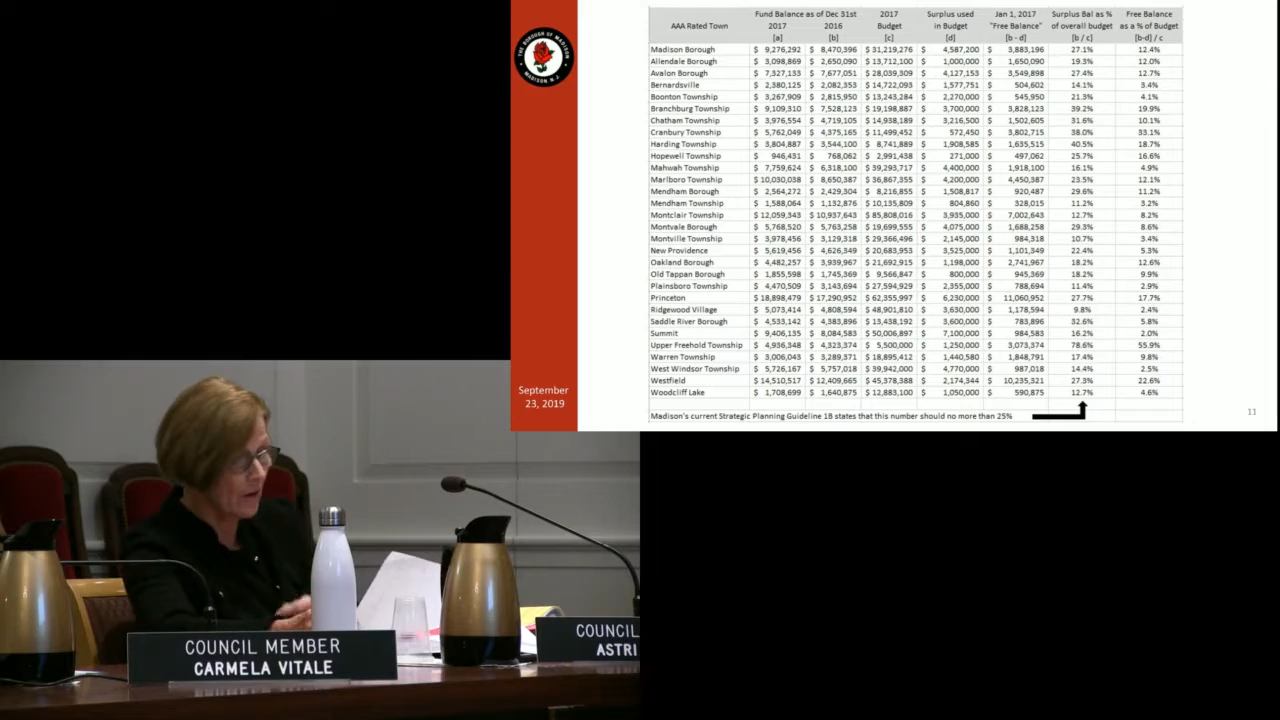 THE BOROUGH OF MADISON
MADISON N.J.
September
23, 2019
AAA Rated Town Fund Balance as of Dec 31st 2017 Surplus used Jan 1, 2017 Surplus Bal as % Free Balance
2017 2016 Budget in Budget "Free Balance" of overall budget as a % of Budget
[a] [b] [c] [d] [b - d] [b / c] [b-d] / c
Madison Borough $ 9,276,292 $ 8,470,396 $ 31,219,276 $ 4,587,200 $ 3,883,196 27.1% 12.4%
Allendale Borough $ 3,098,869 $ 2,650,090 $ 13,712,100 $ 1,000,000 $ 1,650,090 19.3% 12.0%
Avalon Borough $ 7,327,133 $ 7,677,051 $ 28,039,309 $ 4,127,153 $ 3,549,898 27.4% 12.7%
Bernardsville $ 2,380,125 $ 2,082,353 $ 14,722,093 $ 1,577,751 $ 504,602 14.1% 3.4%
Boonton Township $ 3,267,909 $ 2,815,950 $ 13,243,284 $ 2,270,000 $ 545,950 21.3% 4.1%
Branchburg Township $ 9,109,310 $ 7,528,123 $ 19,198,887 $ 3,700,000 $ 3,828,123 39.2% 19.9%
Chatham Township $ 3,976,554 $ 4,719,105 $ 14,938,189 $ 3,216,500 $ 1,502,605 31.6% 10.1%
Cranbury Township $ 5,762,049 $ 4,375,165 $ 11,499,452 $ 572,450 $ 3,802,715 38.0% 33.1%
Harding Township $ 3,804,887 $ 3,544,100 $ 8,741,889 $ 1,908,585 $ 1,635,515 40.5% 18.7%
Hopewell Township $ 946,431 $ 768,062 $ 2,991,438 $ 271,000 $ 497,062 25.7% 16.6%
Mahwah Township $ 7,759,624 $ 6,318,100 $ 39,293,717 $ 4,400,000 $ 1,918,100 16.1% 4.9%
Marlboro Township $ 10,030,038 $ 8,650,387 $ 36,867,355 $ 4,200,000 $ 4,450,387 23.5% 12.1%
Mendham Borough $ 2,564,272 $ 2,429,304 $ 8,216,855 $ 1,508,817 $ 920,487 29.6% 11.2%
Mendham Township $ 1,588,064 $ 1,132,876 $ 10,135,809 $ 804,860 $ 328,015 11.2% 3.2%
Montclair Township $ 12,059,343 $ 10,937,643 $ 85,808,016 $ 3,935,000 $ 7,002,643 12.7% 8.2%
Montvale Borough $ 5,768,520 $ 5,763,258 $ 19,699,555 $ 4,075,000 $ 1,688,258 29.3% 8.6%
Montville Township $ 3,978,456 $ 3,129,318 $ 29,366,496 $ 2,145,000 $ 984,318 10.7% 3.4%
New Providence $ 5,619,456 $ 4,626,349 $ 20,683,953 $ 3,525,000 $ 1,101,349 22.4% 5.3%
Oakland Borough $ 4,482,257 $ 3,939,967 $ 21,692,915 $ 1,198,000 $ 2,741,967 18.2% 12.6%
Old Tappan Borough $ 1,855,598 $ 1,745,369 $ 9,566,847 $ 800,000 $ 945,369 18.2% 9.9%
Plainsboro Township $ 4,470,509 $ 3,143,694 $ 27,594,929 $ 2,355,000 $ 788,694 11.4% 2.9%
Princeton $ 18,898,479 $ 17,290,952 $ 62,355,997 $ 6,230,000 $ 11,060,952 27.7% 17.7%
Ridgewood Village $ 5,073,414 $ 4,808,594 $ 48,901,810 $ 3,630,000 $ 1,178,594 9.8% 2.4%
Saddle River Borough $ 4,533,142 $ 4,383,896 $ 13,438,192 $ 3,600,000 $ 783,896 32.6% 5.8%
Summit $ 9,406,135 $ 8,084,583 $ 50,006,897 $ 7,100,000 $ 984,583 16.2% 2.0%
Upper Freehold Township $ 4,936,348 $ 4,323,374 $ 5,500,000 $ 1,250,000 $ 3,073,374 78.6% 55.9%
Warren Township $ 3,006,043 $ 3,289,371 $ 18,895,412 $ 1,440,580 $ 1,848,791 17.4% 9.8%
West Windsor Township $ 5,726,167 $ 5,757,018 $ 39,942,000 $ 4,770,000 $ 987,018 14.4% 2.5%
Westfield $ 14,510,517 $ 12,409,665 $ 45,378,388 $ 2,174,344 $ 10,235,321 27.3% 22.6%
Woodcliff Lake $ 1,708,699 $ 1,640,875 $ 12,883,100 $ 1,050,000 $ 590,875 12.7% 4.6%
Madison's current Strategic Planning Guideline 1B states that this number should no more than 25%
11
COUNCIL MEMBER
CARMELA VITALE
COUNCIL
ASTRI